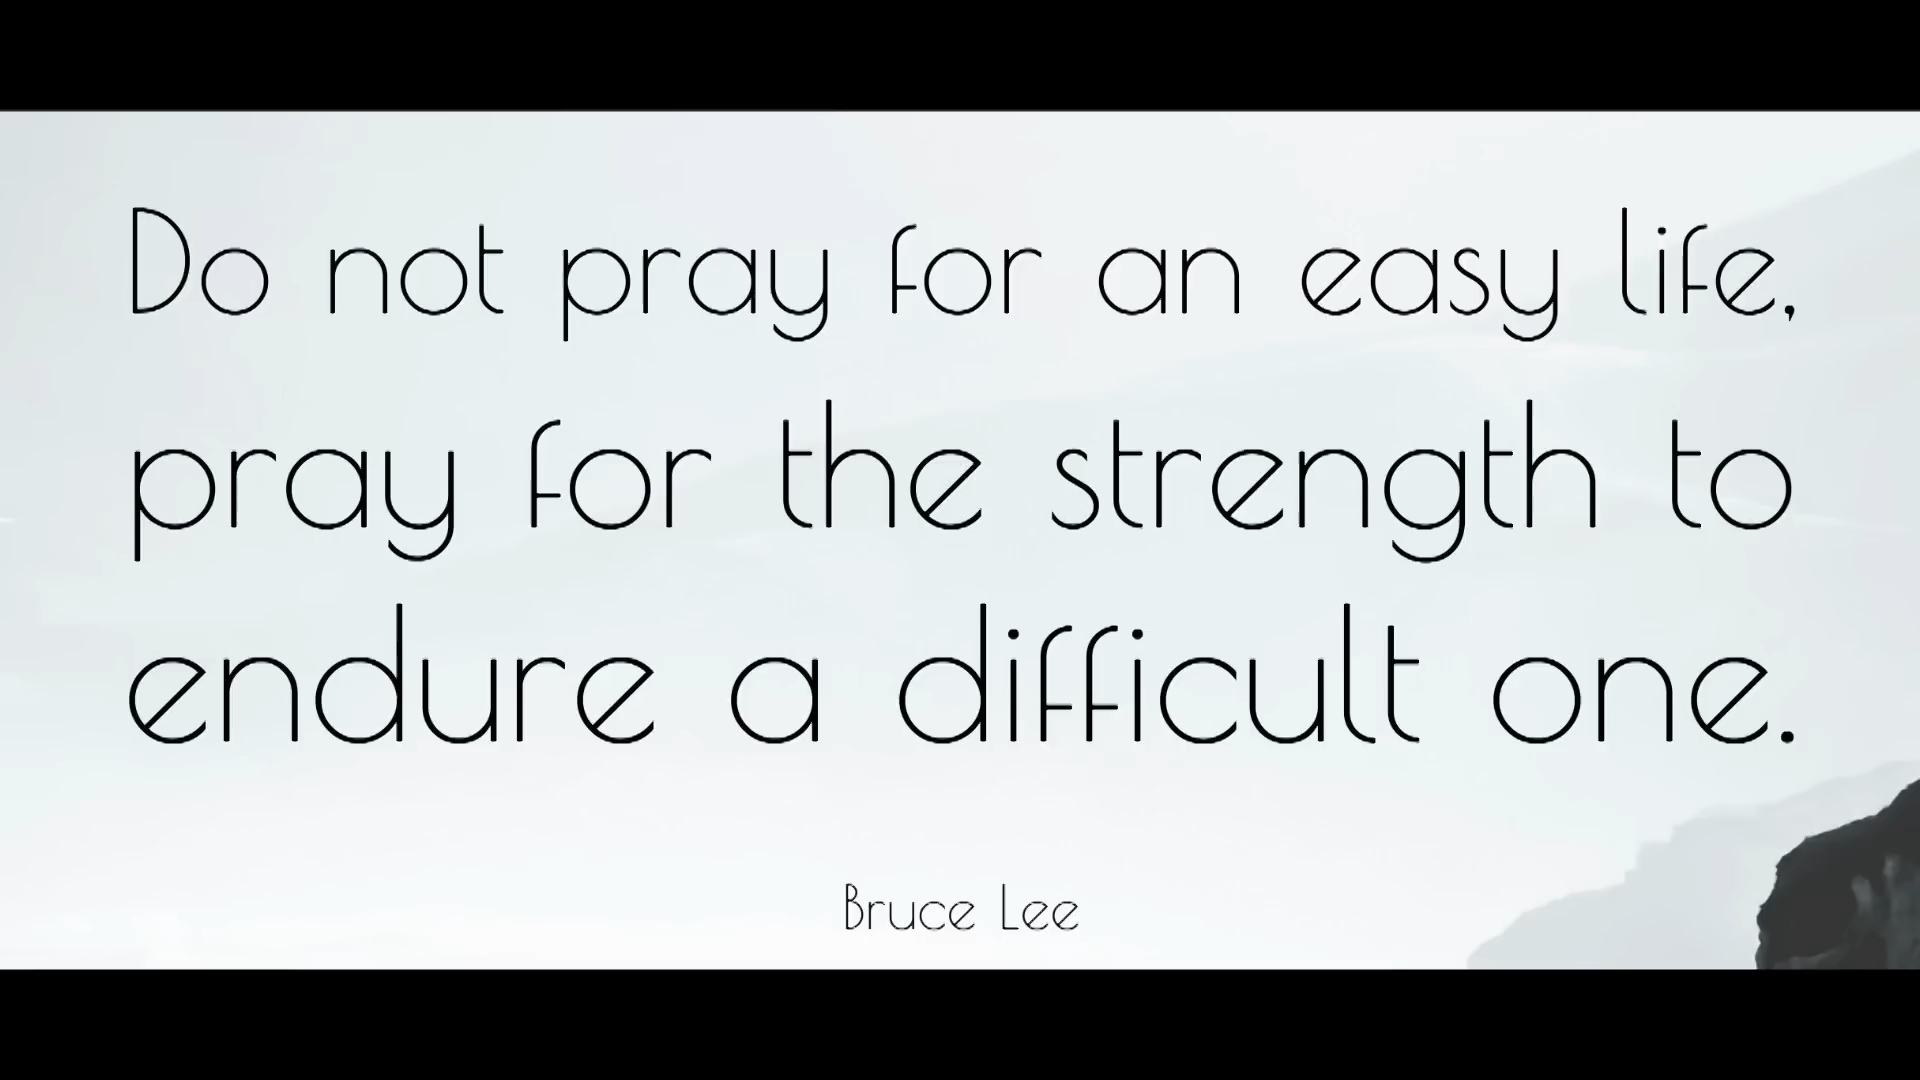 Do not pray for an easy life,
pray for the strength to
endure a difficult one.
Bruce Lee